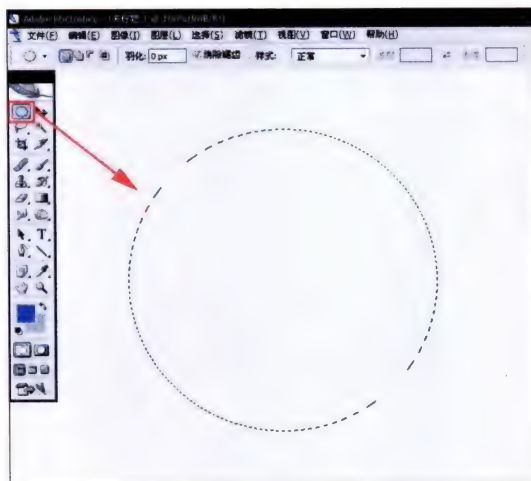 文件(F) 编辑(E) 图像(I) 图层(L) 选择(S) 滤镜(T) 视图(V) 窗口(W) 帮助(H)
羽化: 0 px 消除锯齿 样式: 正常
T